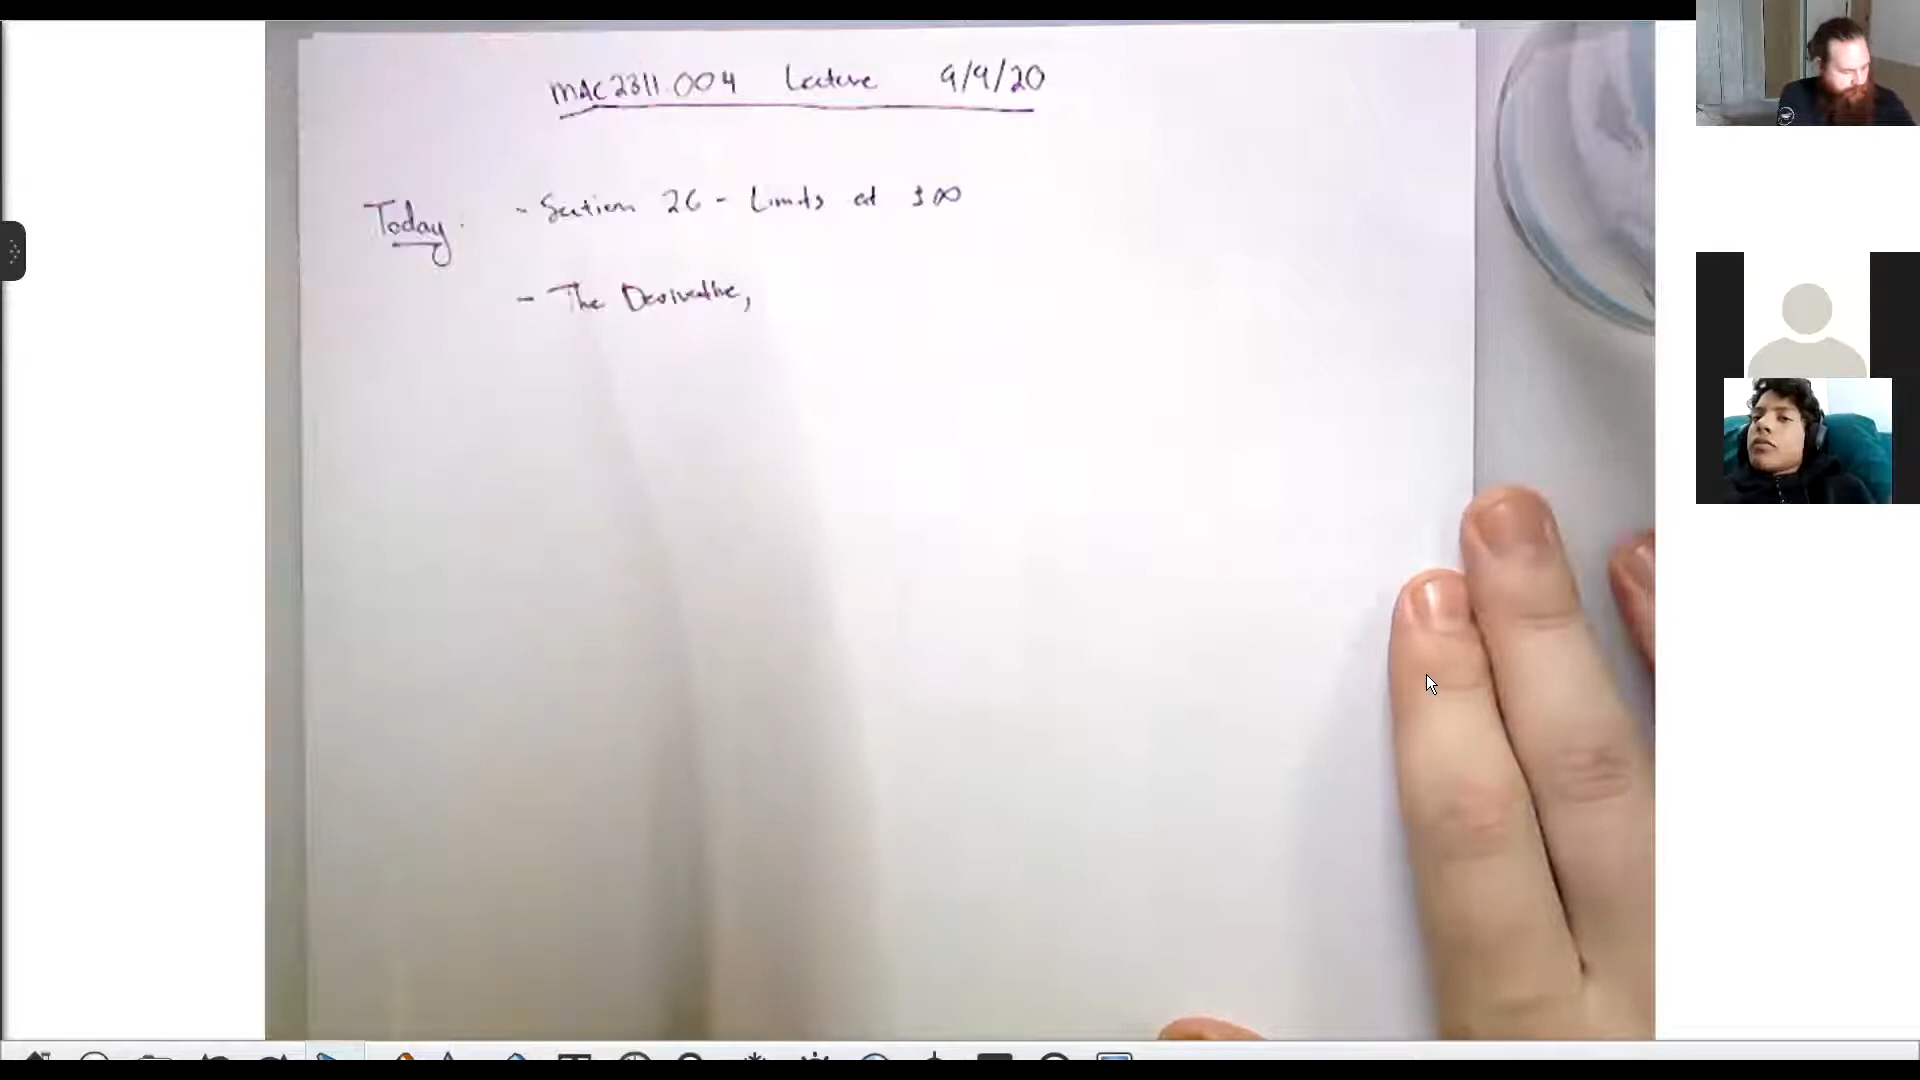 MAC2311.004 Lecture 9/9/20
Today: - Section 2.6 - Limits at ±∞
- The Derivative,